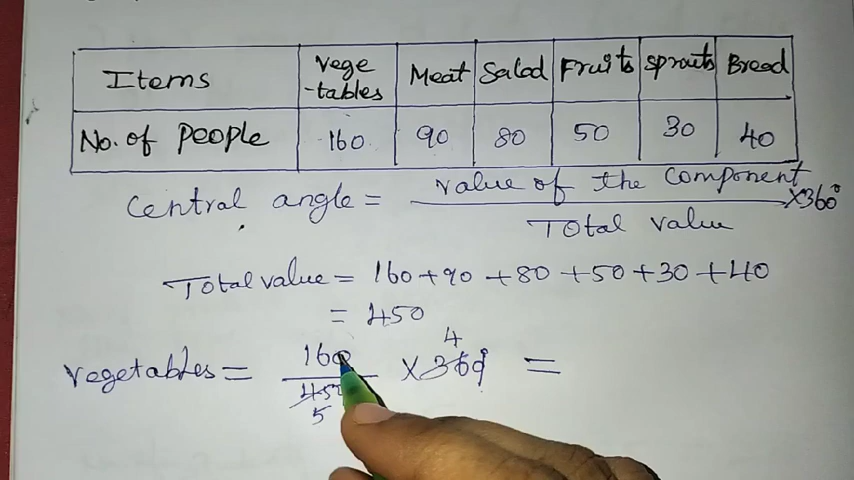 Items Vege-tables Meat Salad Fruits Sprouts Bread
No. of People 160 90 80 50 30 40
Central angle = Value of the component / Total value × 360°
Total value = 160 + 90 + 80 + 50 + 30 + 40
= 450
4
Vegetables = 160 / 450 × 360° =
5